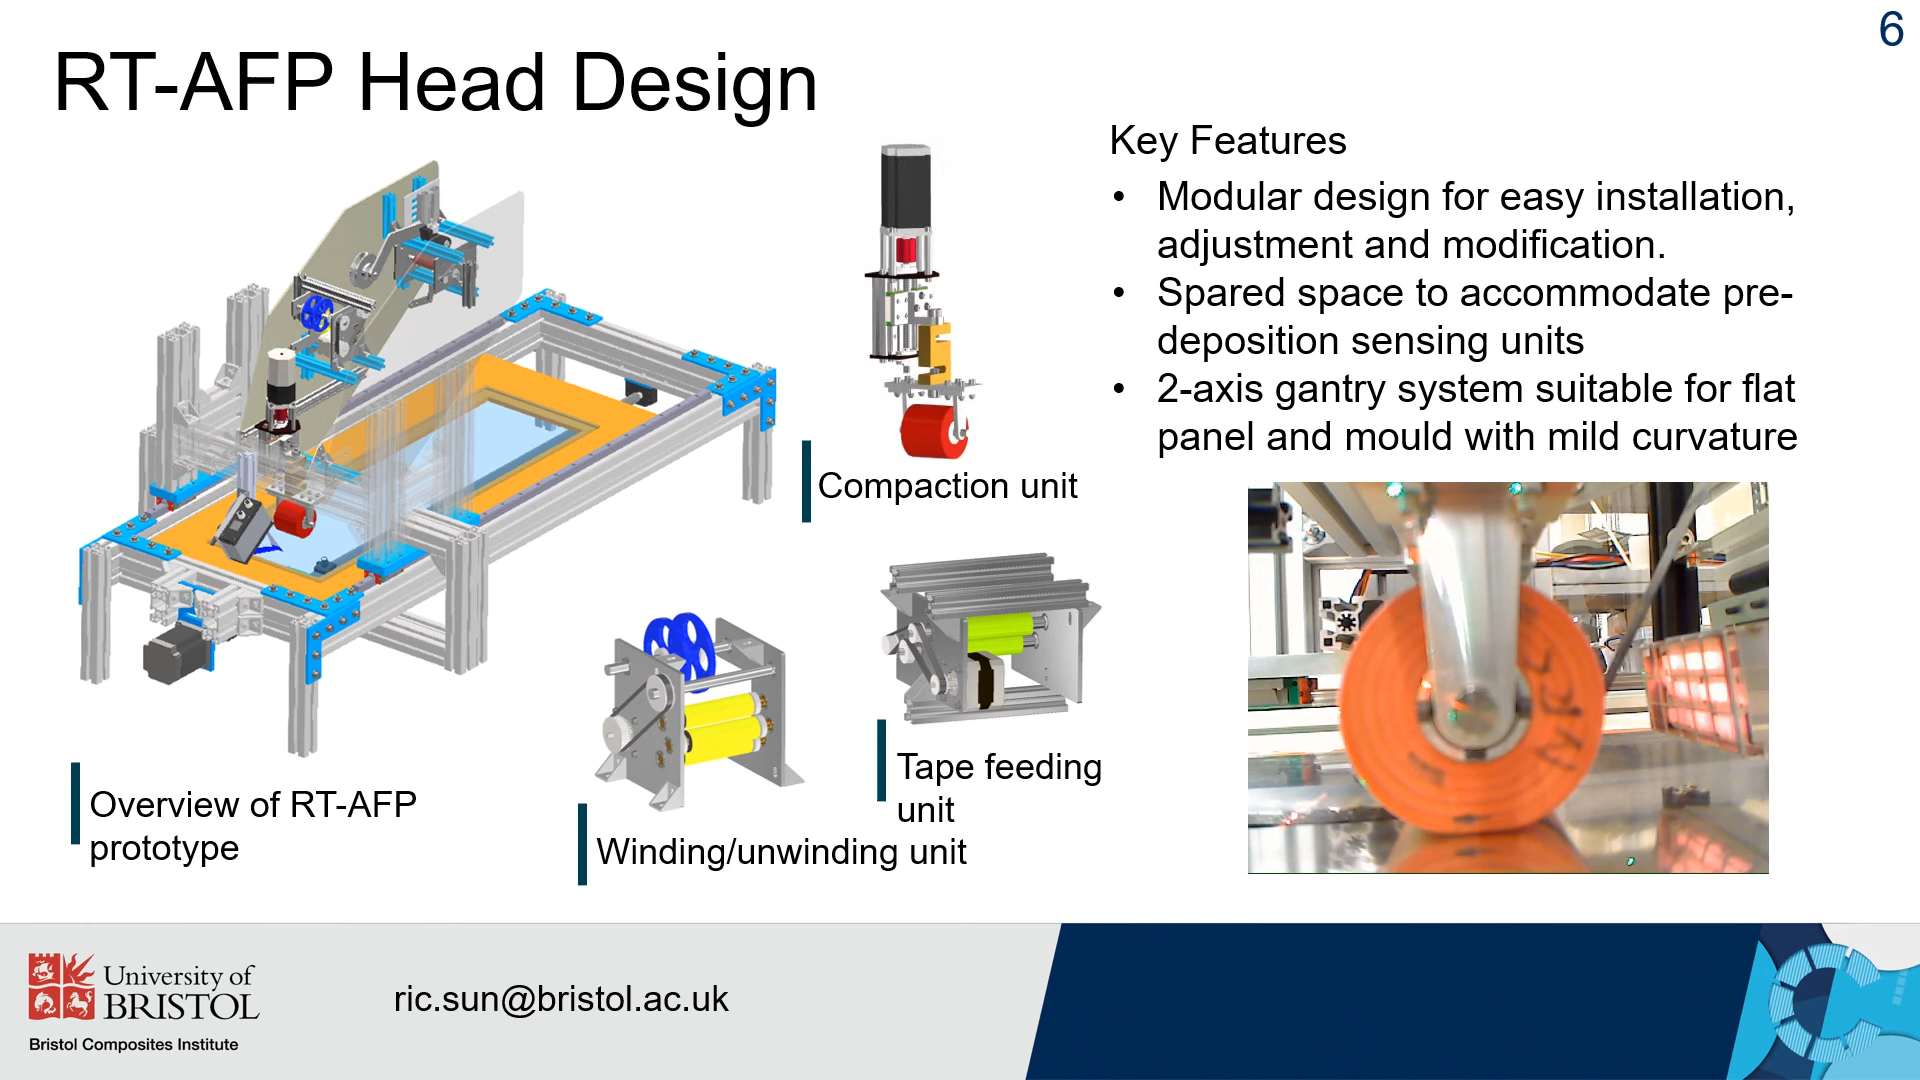 6
RT-AFP Head Design
Key Features
• Modular design for easy installation,
adjustment and modification.
• Spared space to accommodate pre-
deposition sensing units
• 2-axis gantry system suitable for flat
panel and mould with mild curvature
Compaction unit
Tape feeding
unit
Overview of RT-AFP
prototype
Winding/unwinding unit
University of
BRISTOL
Bristol Composites Institute
ric.sun@bristol.ac.uk